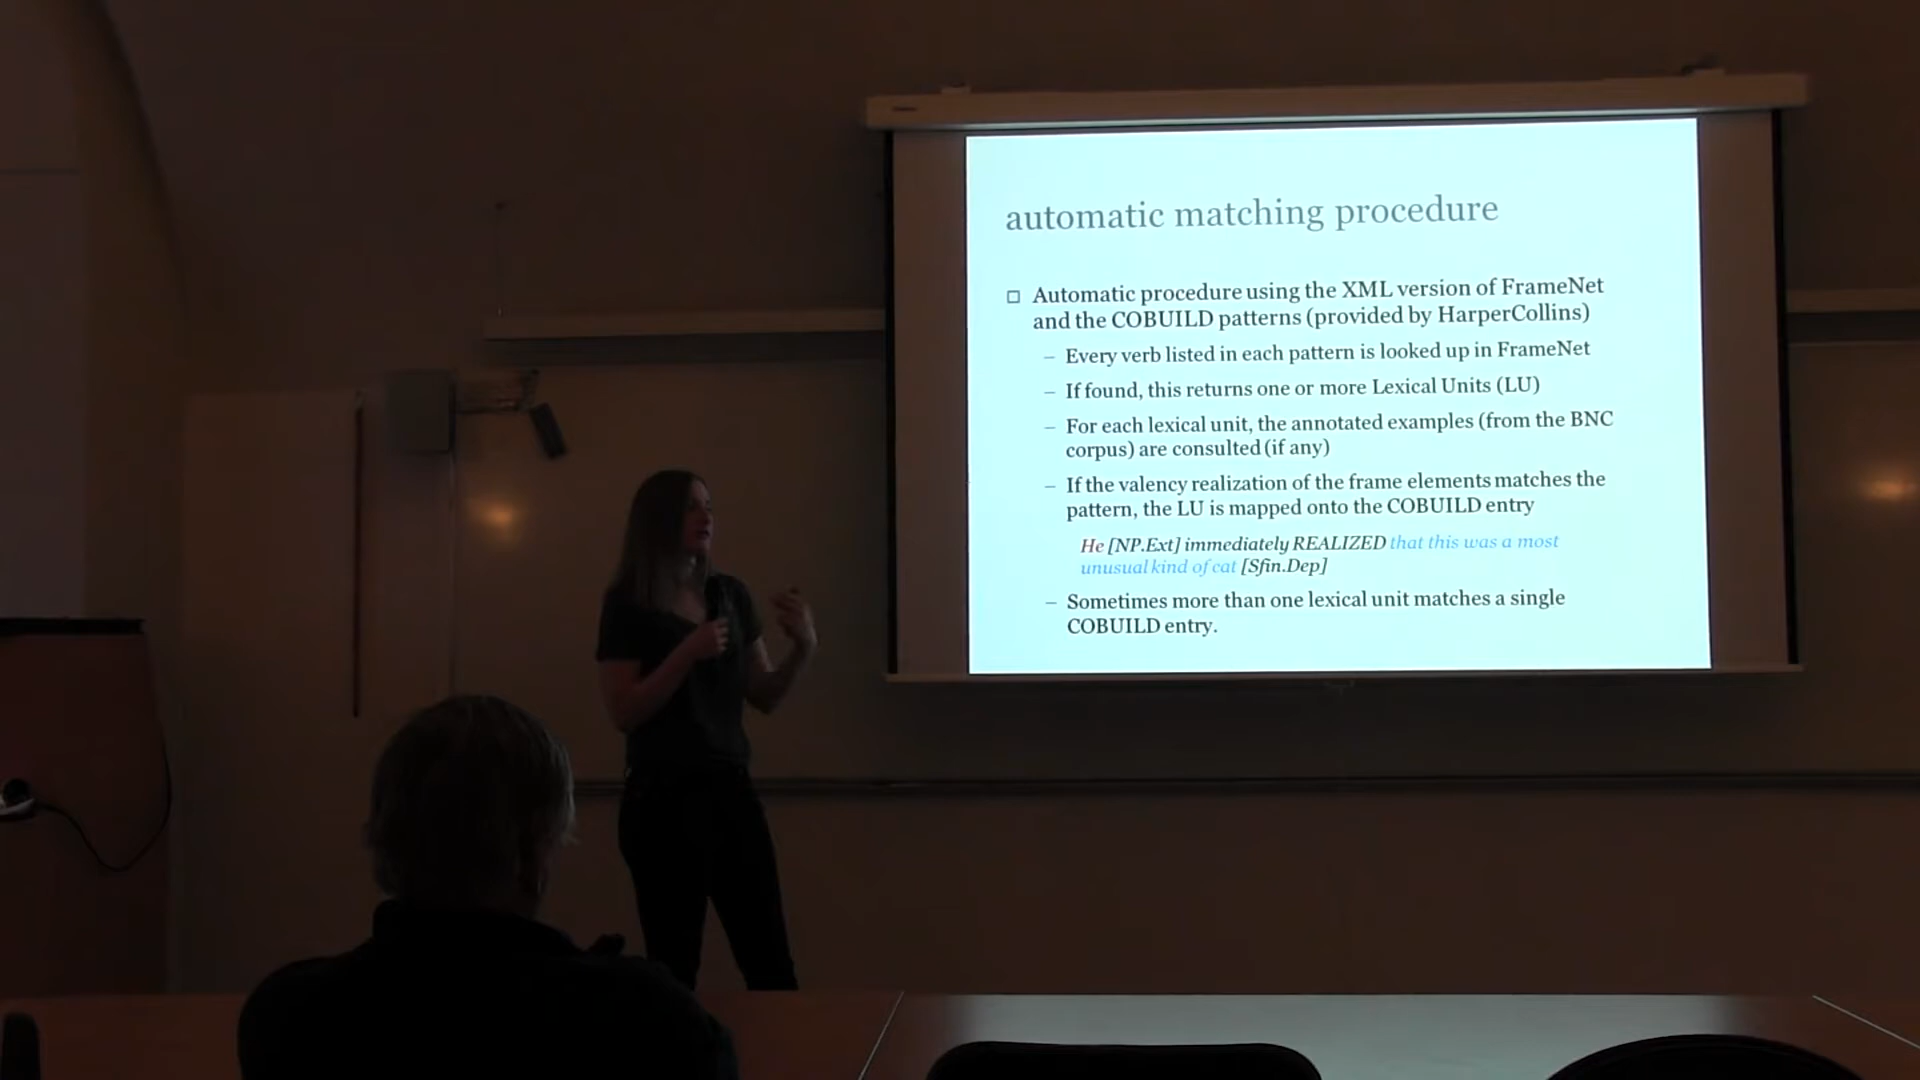 automatic matching procedure
Automatic procedure using the XML version of FrameNet
and the COBUILD patterns (provided by HarperCollins)
– Every verb listed in each pattern is looked up in FrameNet
– If found, this returns one or more Lexical Units (LU)
– For each lexical unit, the annotated examples (from the BNC
corpus) are consulted (if any)
– If the valency realization of the frame elements matches the
pattern, the LU is mapped onto the COBUILD entry
He [NP.Ext] immediately REALIZED that this was a most
unusual kind of cat [Sfin.Dep]
– Sometimes more than one lexical unit matches a single
COBUILD entry.